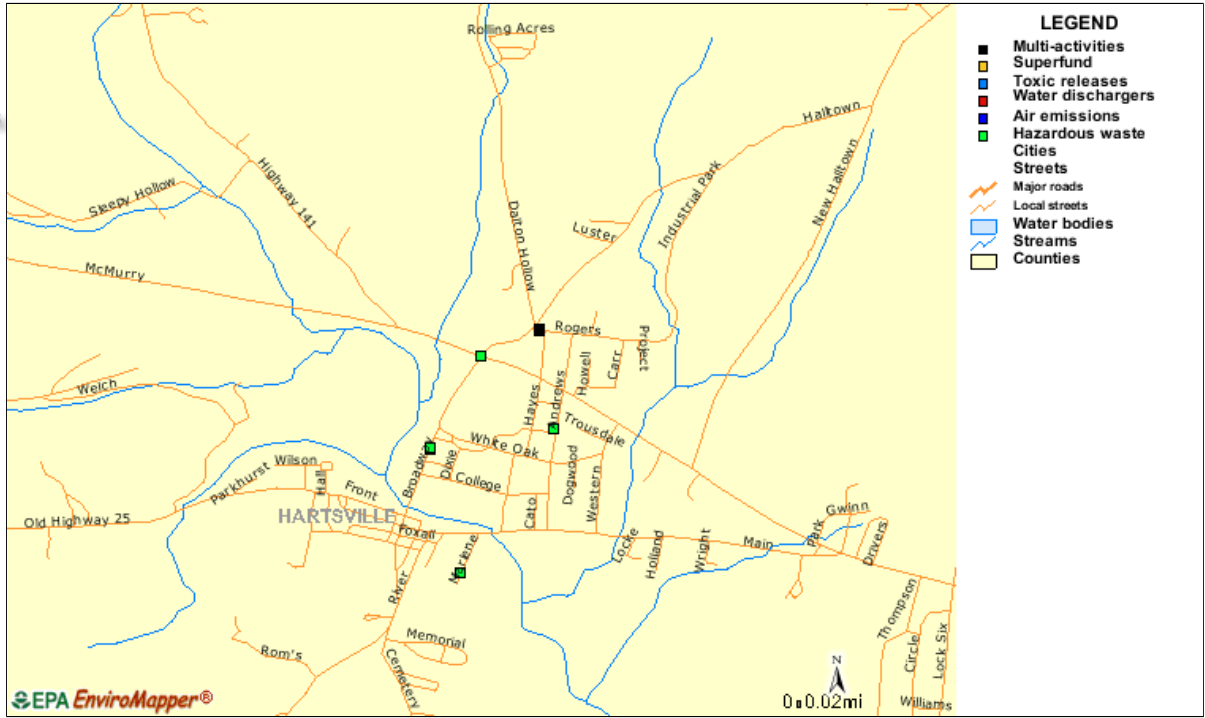 Rolling Acres
Halltown
Sleepy Hollow
Highway 141
Dalton Hollow
Luster
Industrial Park
New Halltown
McMurry
Rogers
Project
Howell
Carr
Hayes
Andrews
Trousdale
Welch
White Oak
Broadway
Dixie
College
Dogwood
Western
Cato
Wilson
Parkhurst
Hall
Front
HARTSVILLE
Old Highway 25
Foxall
Marlene
River
Locke
Holland
Wright
Main
Park
Gwinn
Drivers
Thompson
Circle
Lock Six
Williams
Memorial
Rom's
Cemetery
EPA EnviroMapper®
N
0 0.02mi
LEGEND
Multi-activities
Superfund
Toxic releases
Water dischargers
Air emissions
Hazardous waste
Cities
Streets
Major roads
Local streets
Water bodies
Streams
Counties